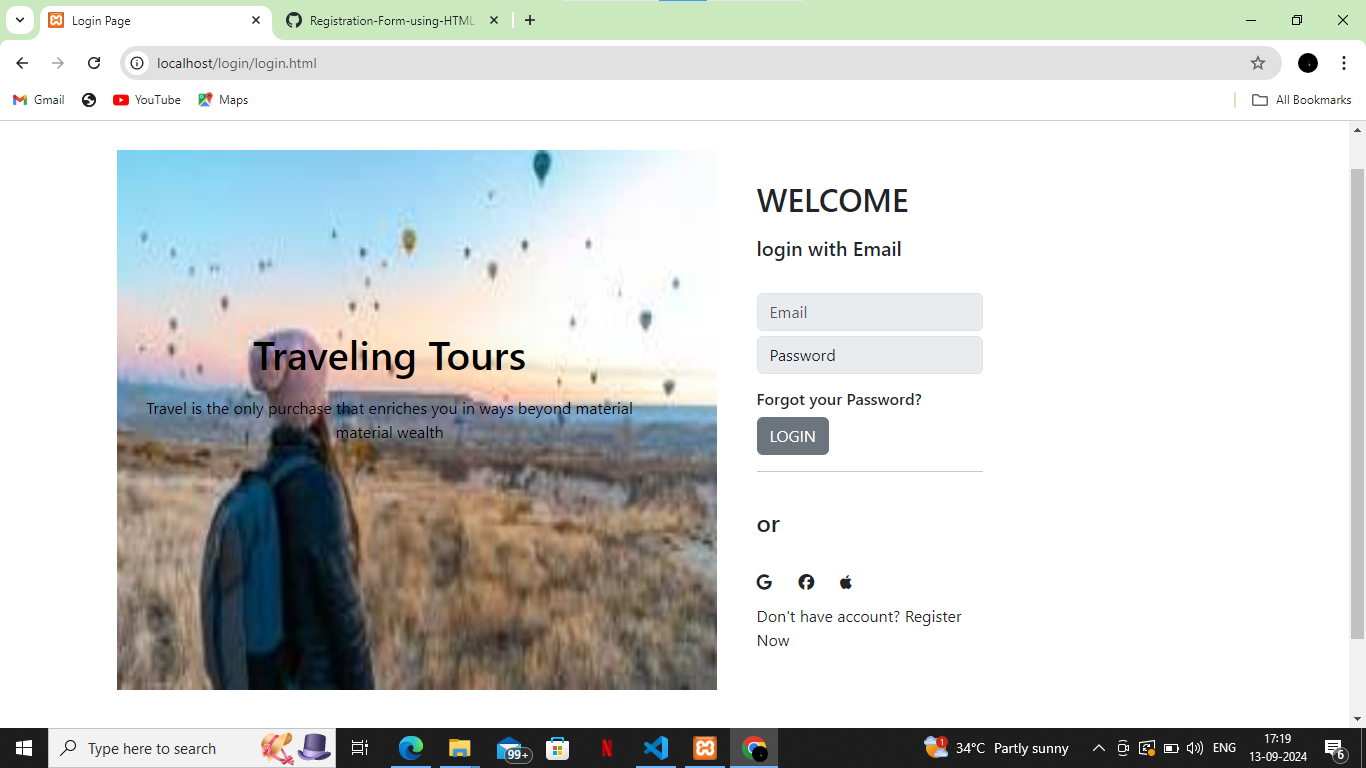 Login Page
Registration-Form-using-HTML
localhost/login/login.html
Gmail
YouTube
Maps
All Bookmarks
Traveling Tours
Travel is the only purchase that enriches you in ways beyond material
material wealth
WELCOME
login with Email
Email
Password
Forgot your Password?
LOGIN
or
Don't have account? Register
Now
Type here to search
99+
N
1
34°C Partly sunny
ENG
17:19
13-09-2024
6